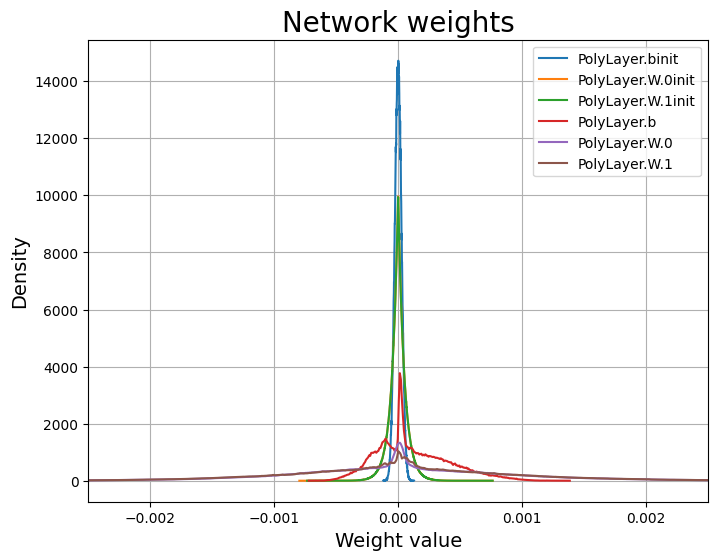 Network weights
PolyLayer.binit
PolyLayer.W.0init
PolyLayer.W.1init
PolyLayer.b
PolyLayer.W.0
PolyLayer.W.1
14000
12000
10000
8000
6000
4000
2000
0
Density
−0.002
−0.001
0.000
0.001
0.002
Weight value